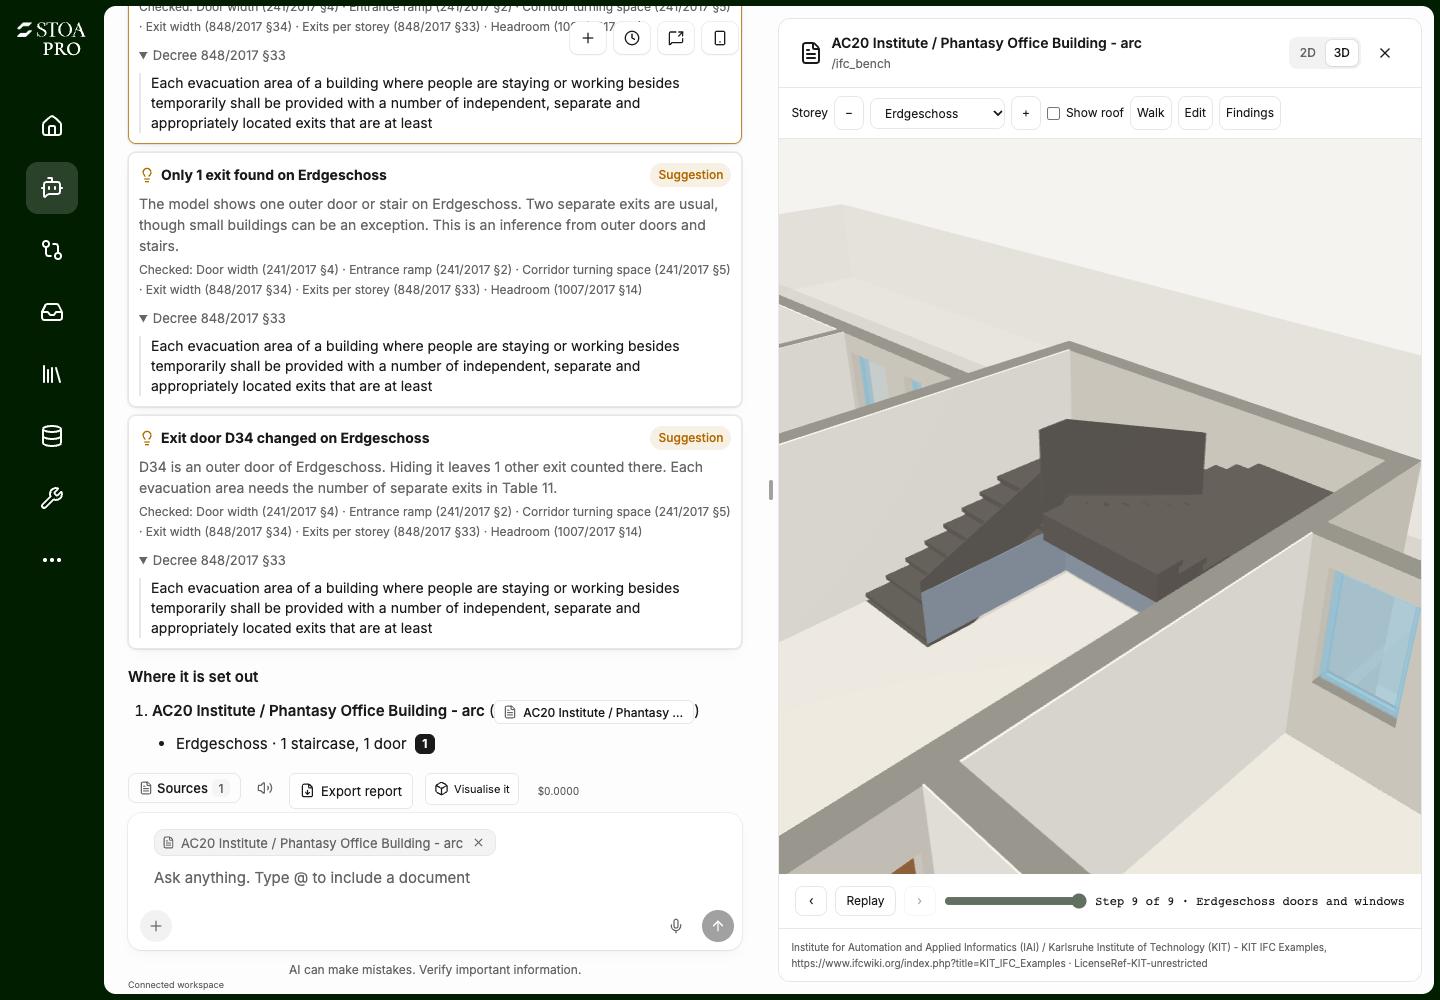 STOA
PRO
Checked: Door width (241/2017 §4) · Entrance ramp (241/2017 §2) · Corridor turning space (241/2017 §5)
· Exit width (848/2017 §34) · Exits per storey (848/2017 §33) · Headroom
Decree 848/2017 §33
Each evacuation area of a building where people are staying or working besides
temporarily shall be provided with a number of independent, separate and
appropriately located exits that are at least
Only 1 exit found on Erdgeschoss
Suggestion
The model shows one outer door or stair on Erdgeschoss. Two separate exits are usual,
though small buildings can be an exception. This is an inference from outer doors and
stairs.
Checked: Door width (241/2017 §4) · Entrance ramp (241/2017 §2) · Corridor turning space (241/2017 §5)
· Exit width (848/2017 §34) · Exits per storey (848/2017 §33) · Headroom (1007/2017 §14)
Decree 848/2017 §33
Each evacuation area of a building where people are staying or working besides
temporarily shall be provided with a number of independent, separate and
appropriately located exits that are at least
Exit door D34 changed on Erdgeschoss
Suggestion
D34 is an outer door of Erdgeschoss. Hiding it leaves 1 other exit counted there. Each
evacuation area needs the number of separate exits in Table 11.
Checked: Door width (241/2017 §4) · Entrance ramp (241/2017 §2) · Corridor turning space (241/2017 §5)
· Exit width (848/2017 §34) · Exits per storey (848/2017 §33) · Headroom (1007/2017 §14)
Decree 848/2017 §33
Each evacuation area of a building where people are staying or working besides
temporarily shall be provided with a number of independent, separate and
appropriately located exits that are at least
Where it is set out
1. AC20 Institute / Phantasy Office Building - arc (AC20 Institute / Phantasy ...)
• Erdgeschoss · 1 staircase, 1 door 1
Sources 1
Export report
Visualise it
$0.0000
AC20 Institute / Phantasy Office Building - arc
Ask anything. Type @ to include a document
AI can make mistakes. Verify important information.
Connected workspace
AC20 Institute / Phantasy Office Building - arc
/ifc_bench
2D 3D
Storey − Erdgeschoss + Show roof Walk Edit Findings
‹ Replay › Step 9 of 9 · Erdgeschoss doors and windows
Institute for Automation and Applied Informatics (IAI) / Karlsruhe Institute of Technology (KIT) - KIT IFC Examples,
https://www.ifcwiki.org/index.php?title=KIT_IFC_Examples · LicenseRef-KIT-unrestricted